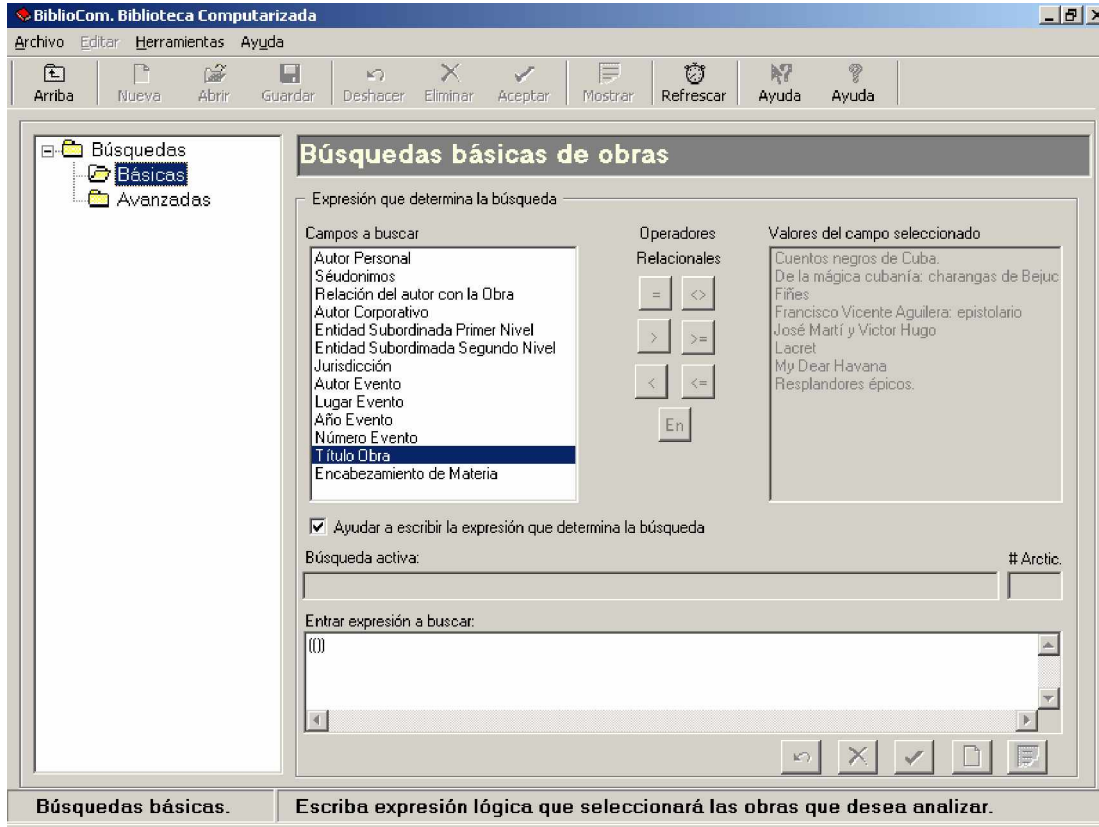 BiblioCom. Biblioteca Computarizada
Archivo Editar Herramientas Ayuda
Arriba Nueva Abrir Guardar Deshacer Eliminar Aceptar Mostrar Refrescar Ayuda Ayuda
Búsquedas
Básicas
Avanzadas
Búsquedas básicas de obras
Expresión que determina la búsqueda
Campos a buscar
Autor Personal
Séudonimos
Relación del autor con la Obra
Autor Corporativo
Entidad Subordinada Primer Nivel
Entidad Subordimada Segundo Nivel
Jurisdicción
Autor Evento
Lugar Evento
Año Evento
Número Evento
Título Obra
Encabezamiento de Materia
Operadores
Relacionales
= <>
> >=
< <=
En
Valores del campo seleccionado
Cuentos negros de Cuba.
De la mágica cubanía: charangas de Bejuc
Fiñes
Francisco Vicente Aguilera: epistolario
José Martí y Victor Hugo
Lacret
My Dear Havana
Resplandores épicos.
Ayudar a escribir la expresión que determina la búsqueda
Búsqueda activa:
# Arctic.
Entrar expresión a buscar:
(())
Búsquedas básicas.
Escriba expresión lógica que seleccionará las obras que desea analizar.